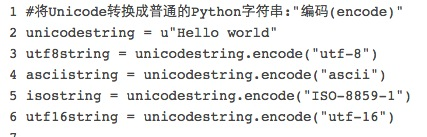 1 #将Unicode转换成普通的Python字符串:"编码(encode)"
2 unicodestring = u"Hello world"
3 utf8string = unicodestring.encode("utf-8")
4 asciistring = unicodestring.encode("ascii")
5 isostring = unicodestring.encode("ISO-8859-1")
6 utf16string = unicodestring.encode("utf-16")
7